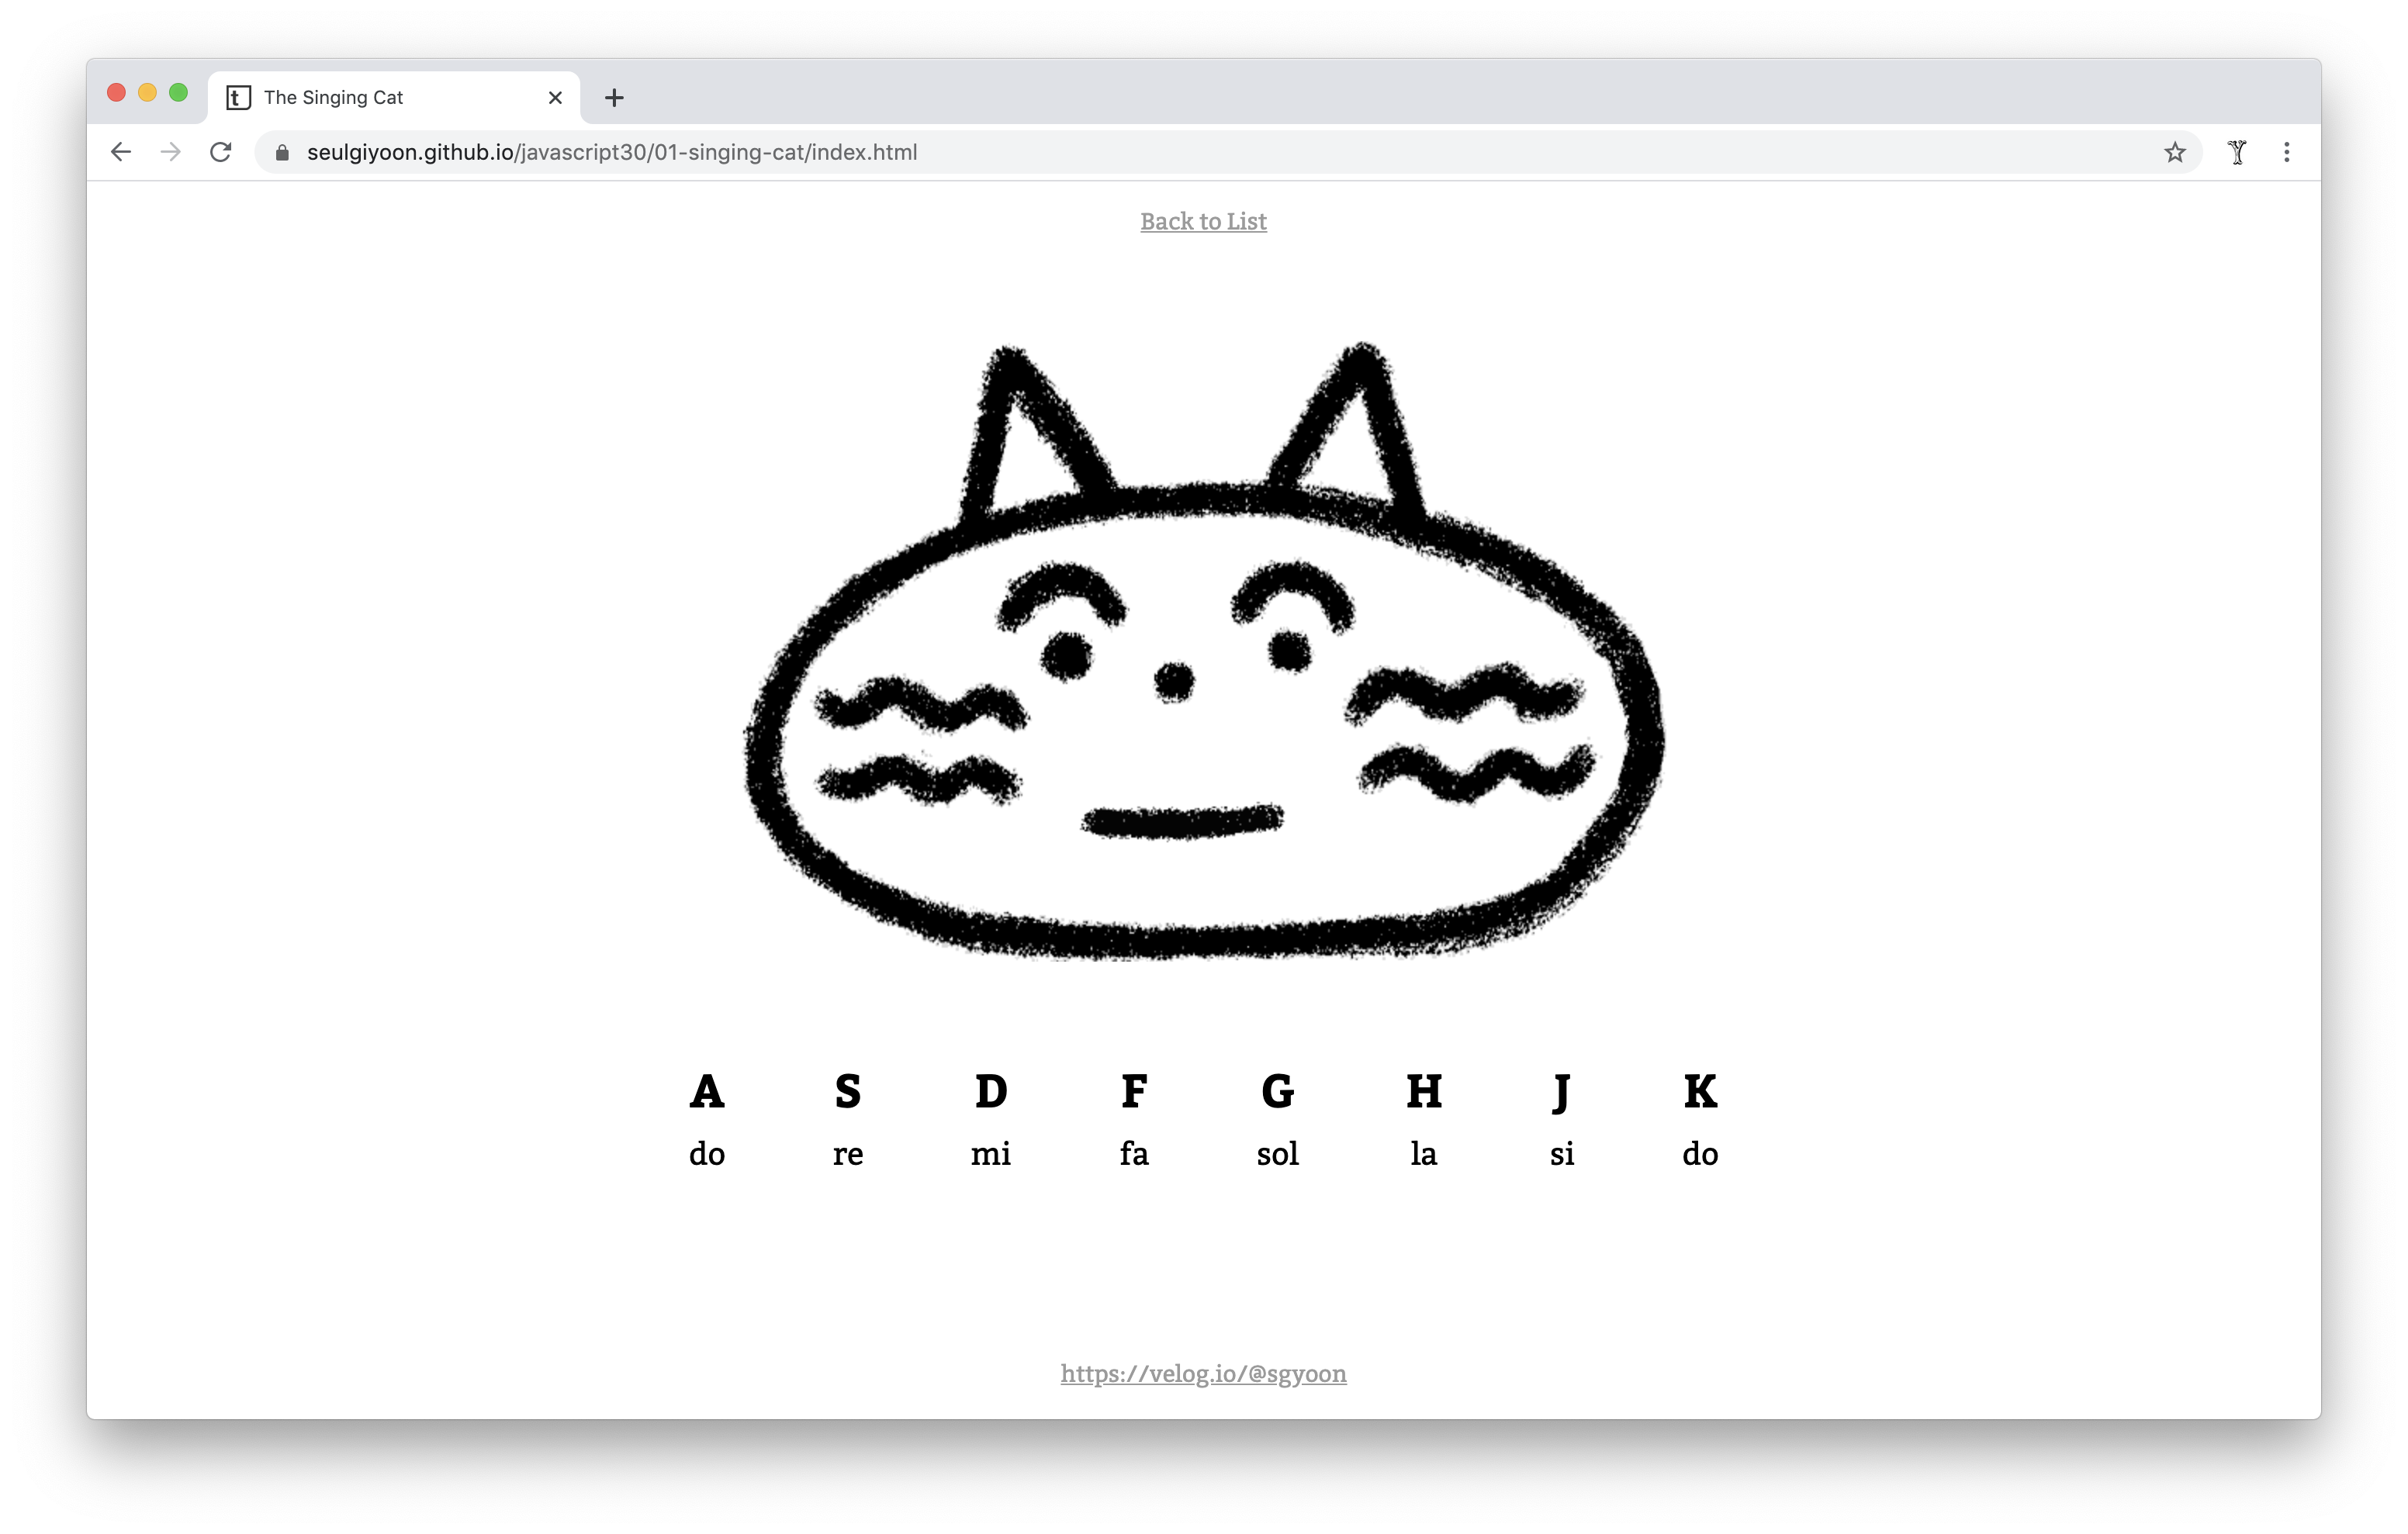 The Singing Cat
seulgiyoon.github.io/javascript30/01-singing-cat/index.html
Back to List
A S D F G H J K
do re mi fa sol la si do
https://velog.io/@sgyoon